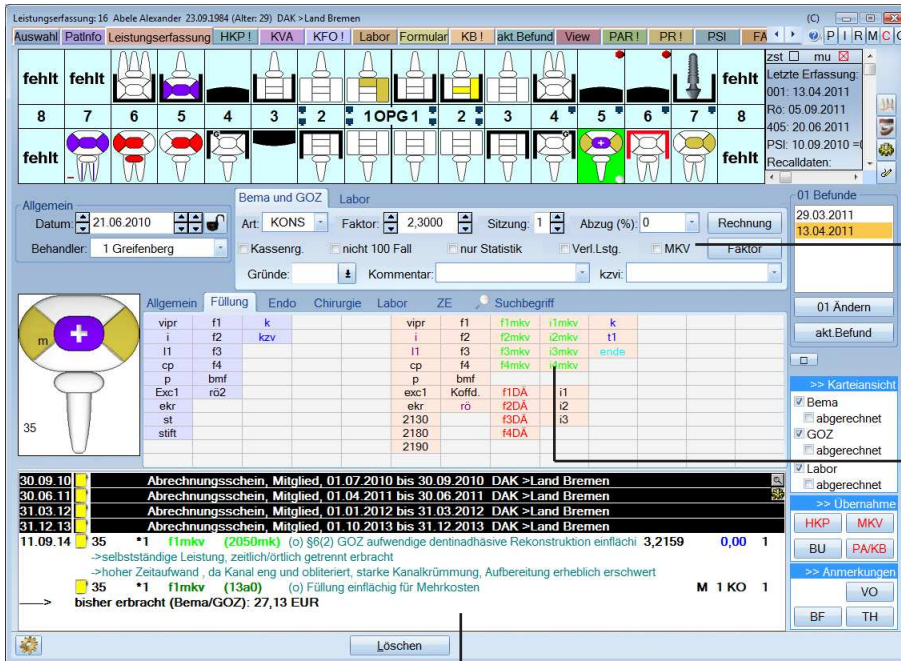 Leistungserfassung: 16 Abele Alexander 23.09.1984 (Alter: 29) DAK >Land Bremen (C)
Auswahl PatInfo Leistungserfassung HKP ! KVA KFO ! Labor Formular KB ! akt.Befund View PAR ! PR ! PSI FA P I R M C
zst mu
fehlt fehlt fehlt fehlt
Letzte Erfassung:
001: 13.04.2011
8 7 6 5 4 3 2 1 OPG 1 2 3 4 5 6 7 8
Rö: 05.09.2011
405: 20.06.2011
PSI: 10.09.2010 =(
Recalldaten:
fehlt G G fehlt
Allgemein
Datum: 21.06.2010
Behandler: 1 Greifenberg
Bema und GOZ Labor
Art: KONS Faktor: 2,3000 Sitzung: 1 Abzug (%): 0 Rechnung
Kassenrg. nicht 100 Fall nur Statistik Verl.Lstg. MKV Faktor
Gründe: Kommentar: kzvi:
01 Befunde
29.03.2011
13.04.2011
01 Ändern
akt.Befund
m
35
Allgemein Füllung Endo Chirurgie Labor ZE Suchbegriff
vipr f1 k vipr f1 f1mkv i1mkv k
i f2 kzv i f2 f2mkv i2mkv t1
I1 f3 I1 f3 f3mkv i3mkv ende
cp f4 cp f4 f4mkv i4mkv
p bmf p bmf
Exc1 rö2 exc1 Koffd. f1DÄ i1
ekr ekr rö f2DÄ i2
st 2130 f3DÄ i3
stift 2180 f4DÄ
2190
>> Karteiansicht
Bema
abgerechnet
GOZ
abgerechnet
Labor
abgerechnet
>> Übernahme
HKP MKV
BU PA/KB
>> Anmerkungen
VO
BF TH
30.09.10 Abrechnungsschein, Mitglied, 01.07.2010 bis 30.09.2010 DAK >Land Bremen
30.06.11 Abrechnungsschein, Mitglied, 01.04.2011 bis 30.06.2011 DAK >Land Bremen
31.03.12 Abrechnungsschein, Mitglied, 01.01.2012 bis 31.03.2012 DAK >Land Bremen
31.12.13 Abrechnungsschein, Mitglied, 01.10.2013 bis 31.12.2013 DAK >Land Bremen
11.09.14 35 *1 f1mkv (2050mk) (o) §6(2) GOZ aufwendige dentinadhäsive Rekonstruktion einflächi 3,2159 0,00 1
->selbstständige Leistung, zeitlich/örtlich getrennt erbracht
->hoher Zeitaufwand , da Kanal eng und obliteriert, starke Kanalkrümmung, Aufbereitung erheblich erschwert
35 *1 f1mkv (13a0) (o) Füllung einflächig für Mehrkosten M 1 KO 1
——> bisher erbracht (Bema/GOZ): 27,13 EUR
Löschen